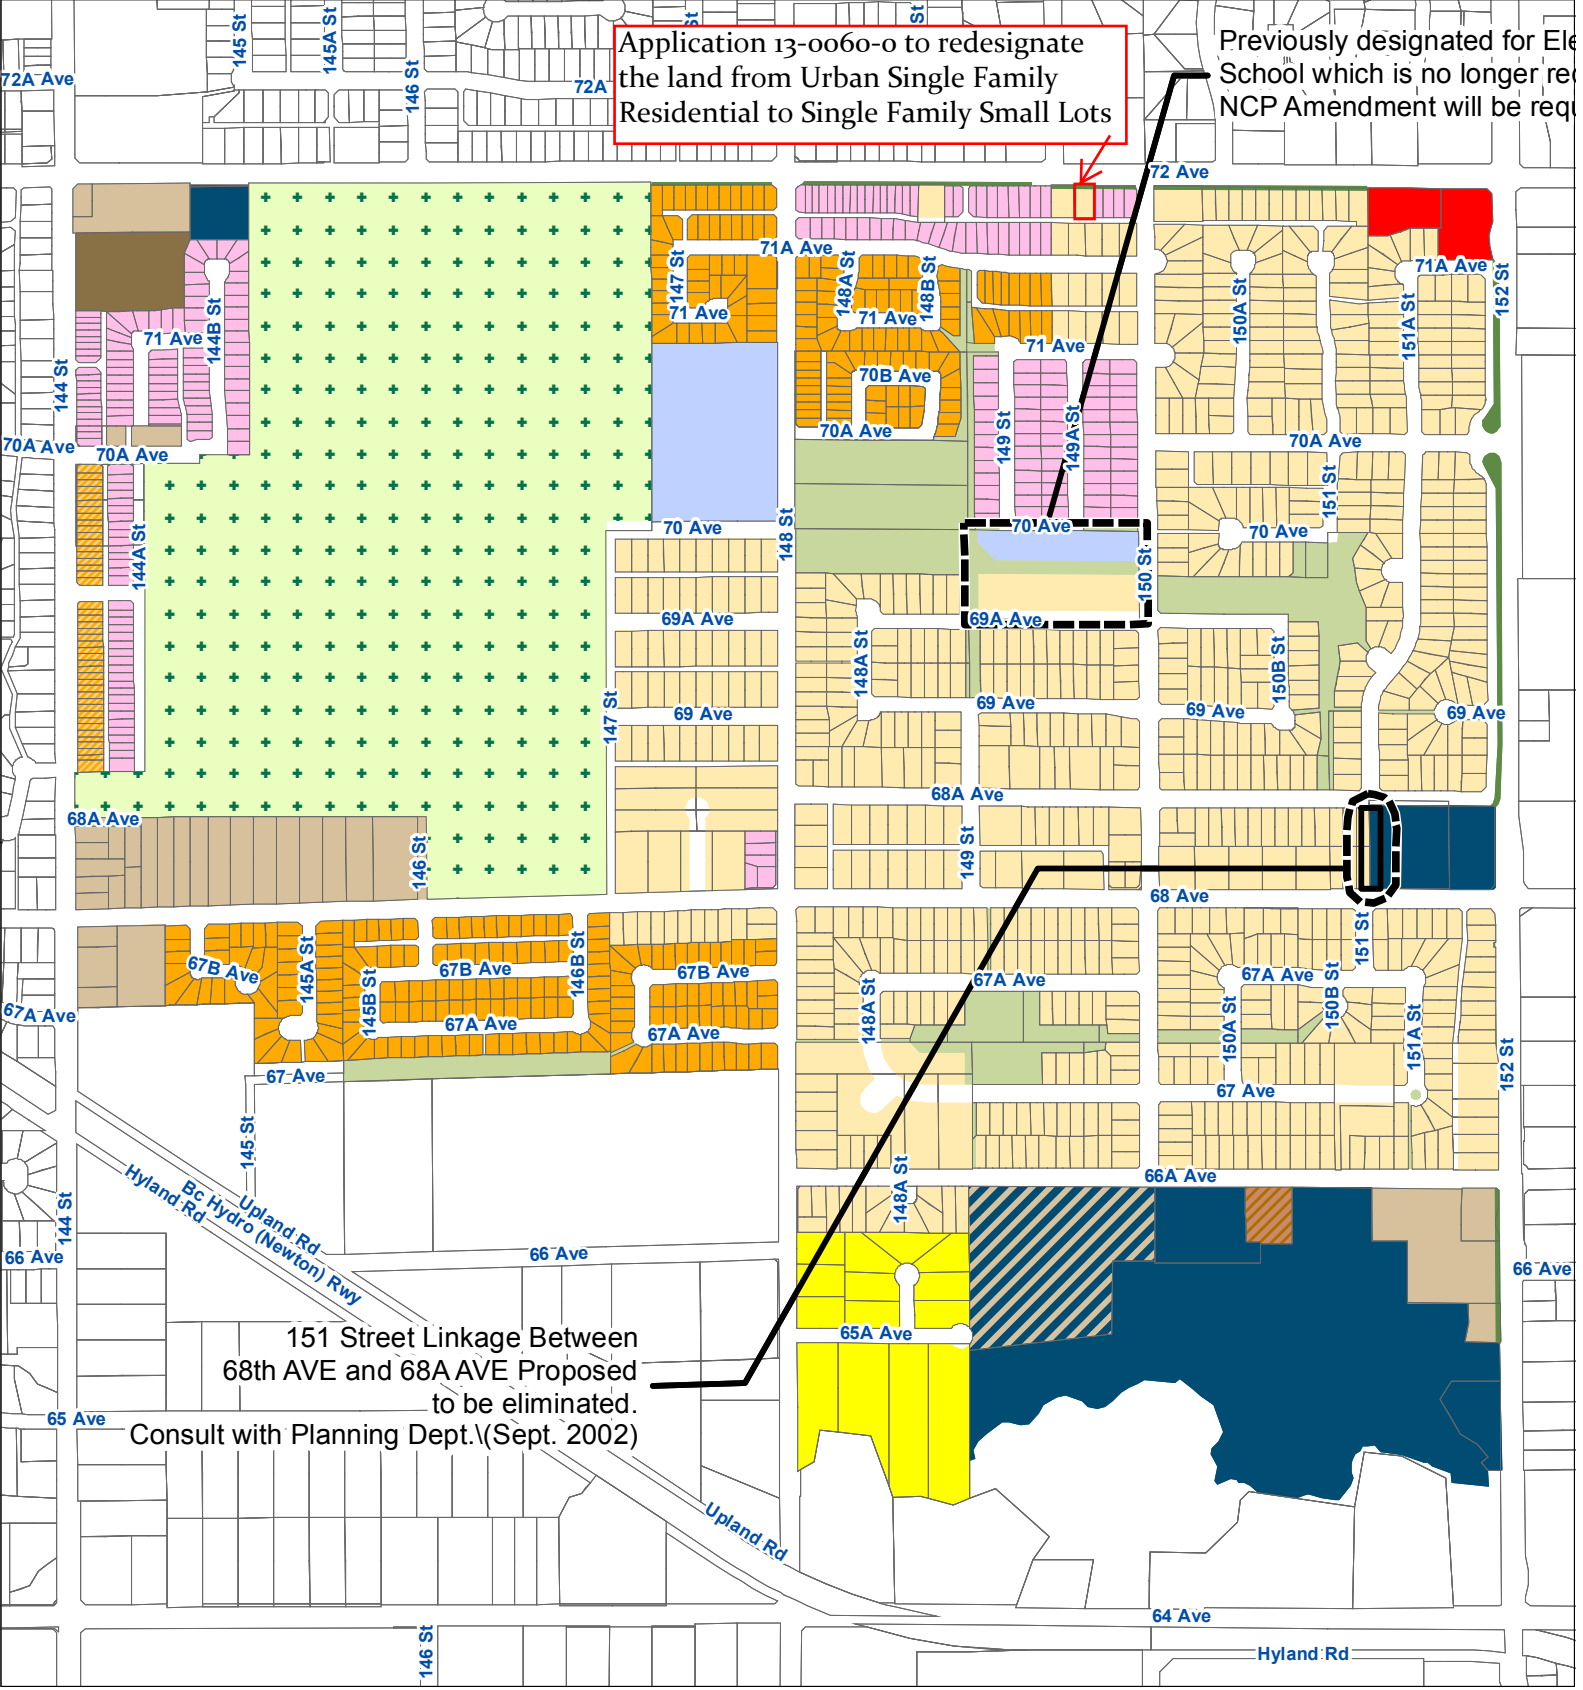 145 St
145A St
146 St
St
St
72A Ave
72A
Application 13-0060-0 to redesignate
the land from Urban Single Family
Residential to Single Family Small Lots
Previously designated for Ele
School which is no longer req
NCP Amendment will be requ
72 Ave
71A Ave
71A Ave
147 St
148A St
148B St
150A St
151A St
152 St
71 Ave
71 Ave
71 Ave
71 Ave
144B St
144 St
70B Ave
70A Ave
70A Ave
70A Ave
70A Ave
149 St
149A St
151 St
144A St
148 St
70 Ave
70 Ave
70 Ave
150 St
69A Ave
69A Ave
148A St
150B St
147 St
69 Ave
69 Ave
69 Ave
69 Ave
68A Ave
68A Ave
146 St
149 St
68 Ave
151 St
67B Ave
145A St
145B St
67B Ave
146B St
67B Ave
67A Ave
67A Ave
67A Ave
148A St
67A Ave
67A Ave
150A St
150B St
151A St
152 St
67 Ave
67 Ave
145 St
66A Ave
148A St
Hyland Rd
Bc Hydro (Newton) Rwy
Upland Rd
144 St
66 Ave
66 Ave
66 Ave
65A Ave
151 Street Linkage Between
68th AVE and 68A AVE Proposed
to be eliminated.
Consult with Planning Dept.\(Sept. 2002)
65 Ave
Upland Rd
64 Ave
146 St
Hyland Rd